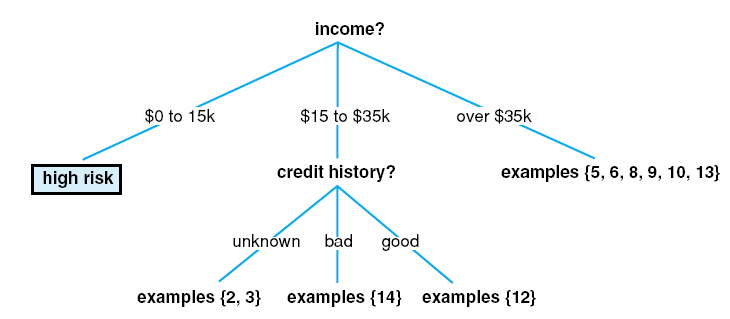 income?
$0 to 15k
$15 to $35k
over $35k
high risk
credit history?
examples {5, 6, 8, 9, 10, 13}
unknown
bad
good
examples {2, 3}
examples {14}
examples {12}